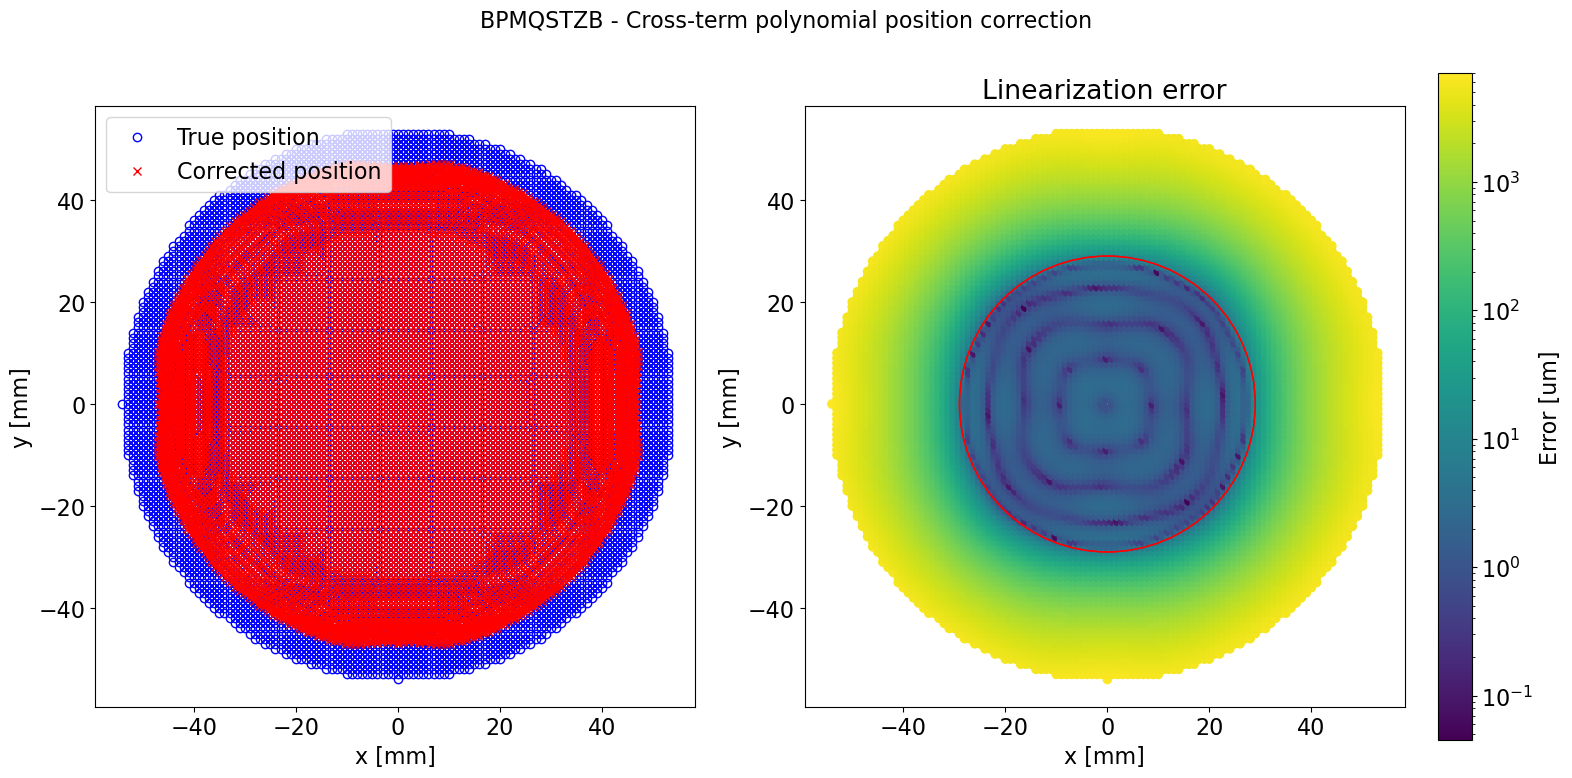 BPMQSTZB - Cross-term polynomial position correction
True position
Corrected position
40
20
0
−20
−40
y [mm]
−40 −20 0 20 40
x [mm]
Linearization error
40
20
0
−20
−40
y [mm]
−40 −20 0 20 40
x [mm]
10³
10²
10¹
10⁰
10⁻¹
Error [um]